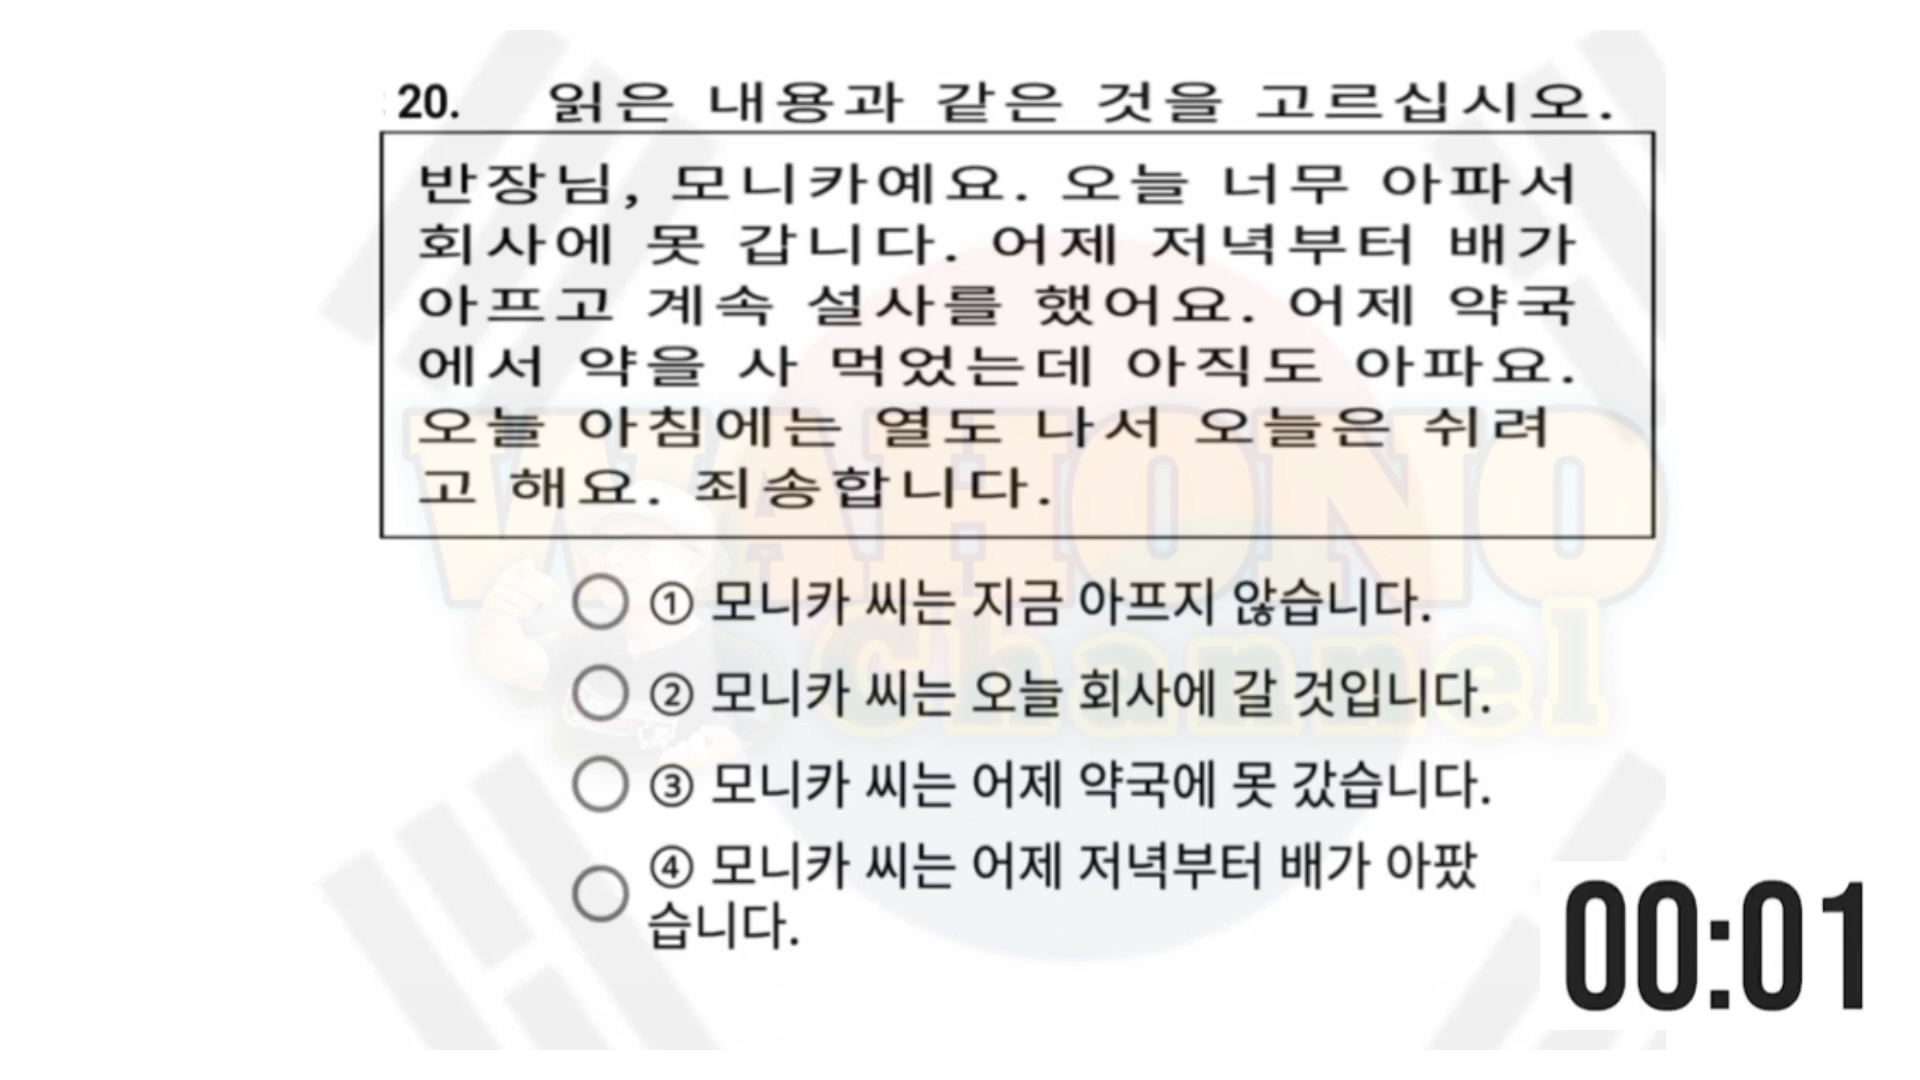 20. 읽은 내용과 같은 것을 고르십시오.
반장님, 모니카예요. 오늘 너무 아파서
회사에 못 갑니다. 어제 저녁부터 배가
아프고 계속 설사를 했어요. 어제 약국
에서 약을 사 먹었는데 아직도 아파요.
오늘 아침에는 열도 나서 오늘은 쉬려
고 해요. 죄송합니다.
WAHONO
Channel
① 모니카 씨는 지금 아프지 않습니다.
② 모니카 씨는 오늘 회사에 갈 것입니다.
③ 모니카 씨는 어제 약국에 못 갔습니다.
④ 모니카 씨는 어제 저녁부터 배가 아팠
습니다.
00:01